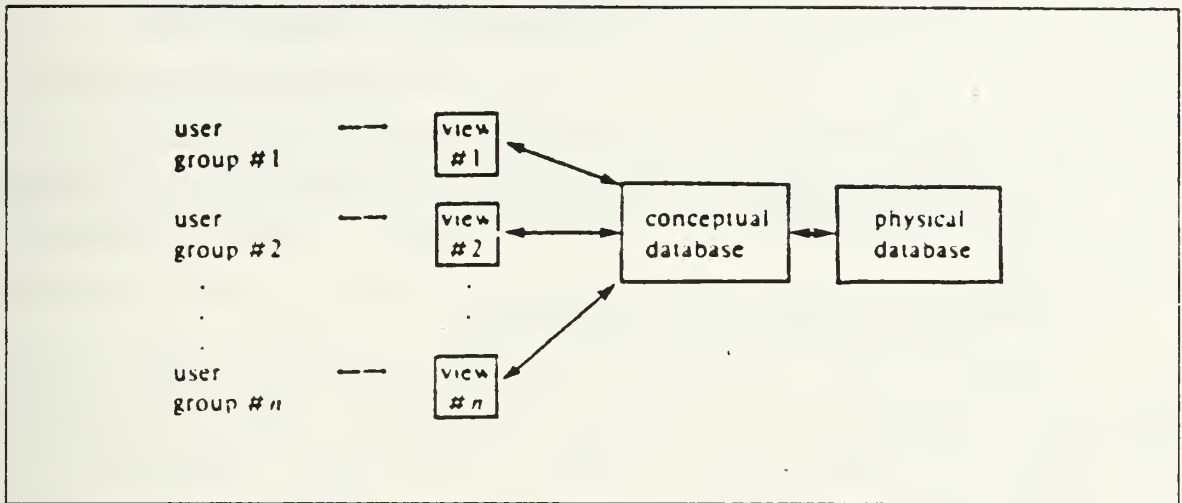 user
group #1
view
#1
user
group #2
view
#2
conceptual
database
physical
database
.
.
.
.
.
user
group #n
view
#n